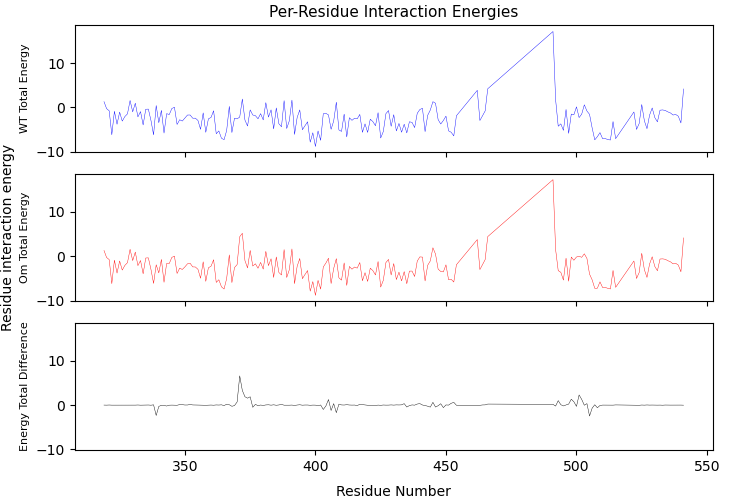 Per-Residue Interaction Energies
Residue interaction energy
WT Total Energy
10
0
−10
Om Total Energy
10
0
−10
Energy Total Difference
10
0
−10
350
400
450
500
550
Residue Number